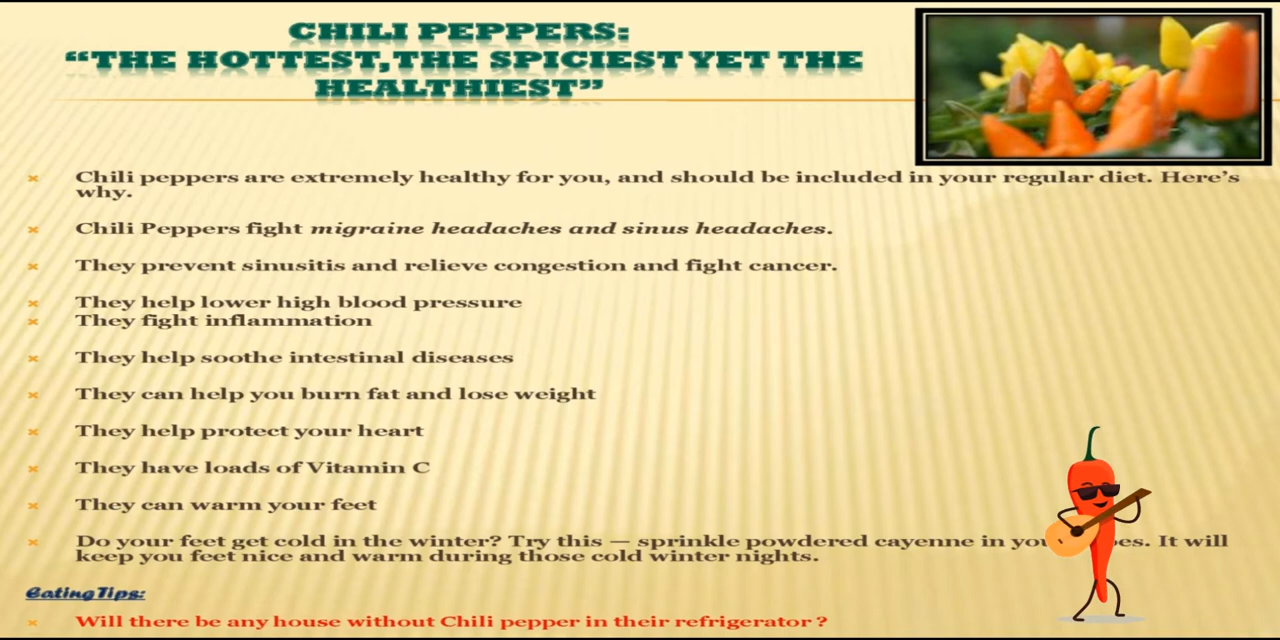 CHILI PEPPERS:
“THE HOTTEST,THE SPICIEST YET THE
HEALTHIEST”
Chili peppers are extremely healthy for you, and should be included in your regular diet. Here’s
why.
Chili Peppers fight migraine headaches and sinus headaches.
They prevent sinusitis and relieve congestion and fight cancer.
They help lower high blood pressure
They fight inflammation
They help soothe intestinal diseases
They can help you burn fat and lose weight
They help protect your heart
They have loads of Vitamin C
They can warm your feet
Do your feet get cold in the winter? Try this — sprinkle powdered cayenne in It will
keep you feet nice and warm during those cold winter nights.
Eating Tips:
Will there be any house without Chili pepper in their refrigerator ?